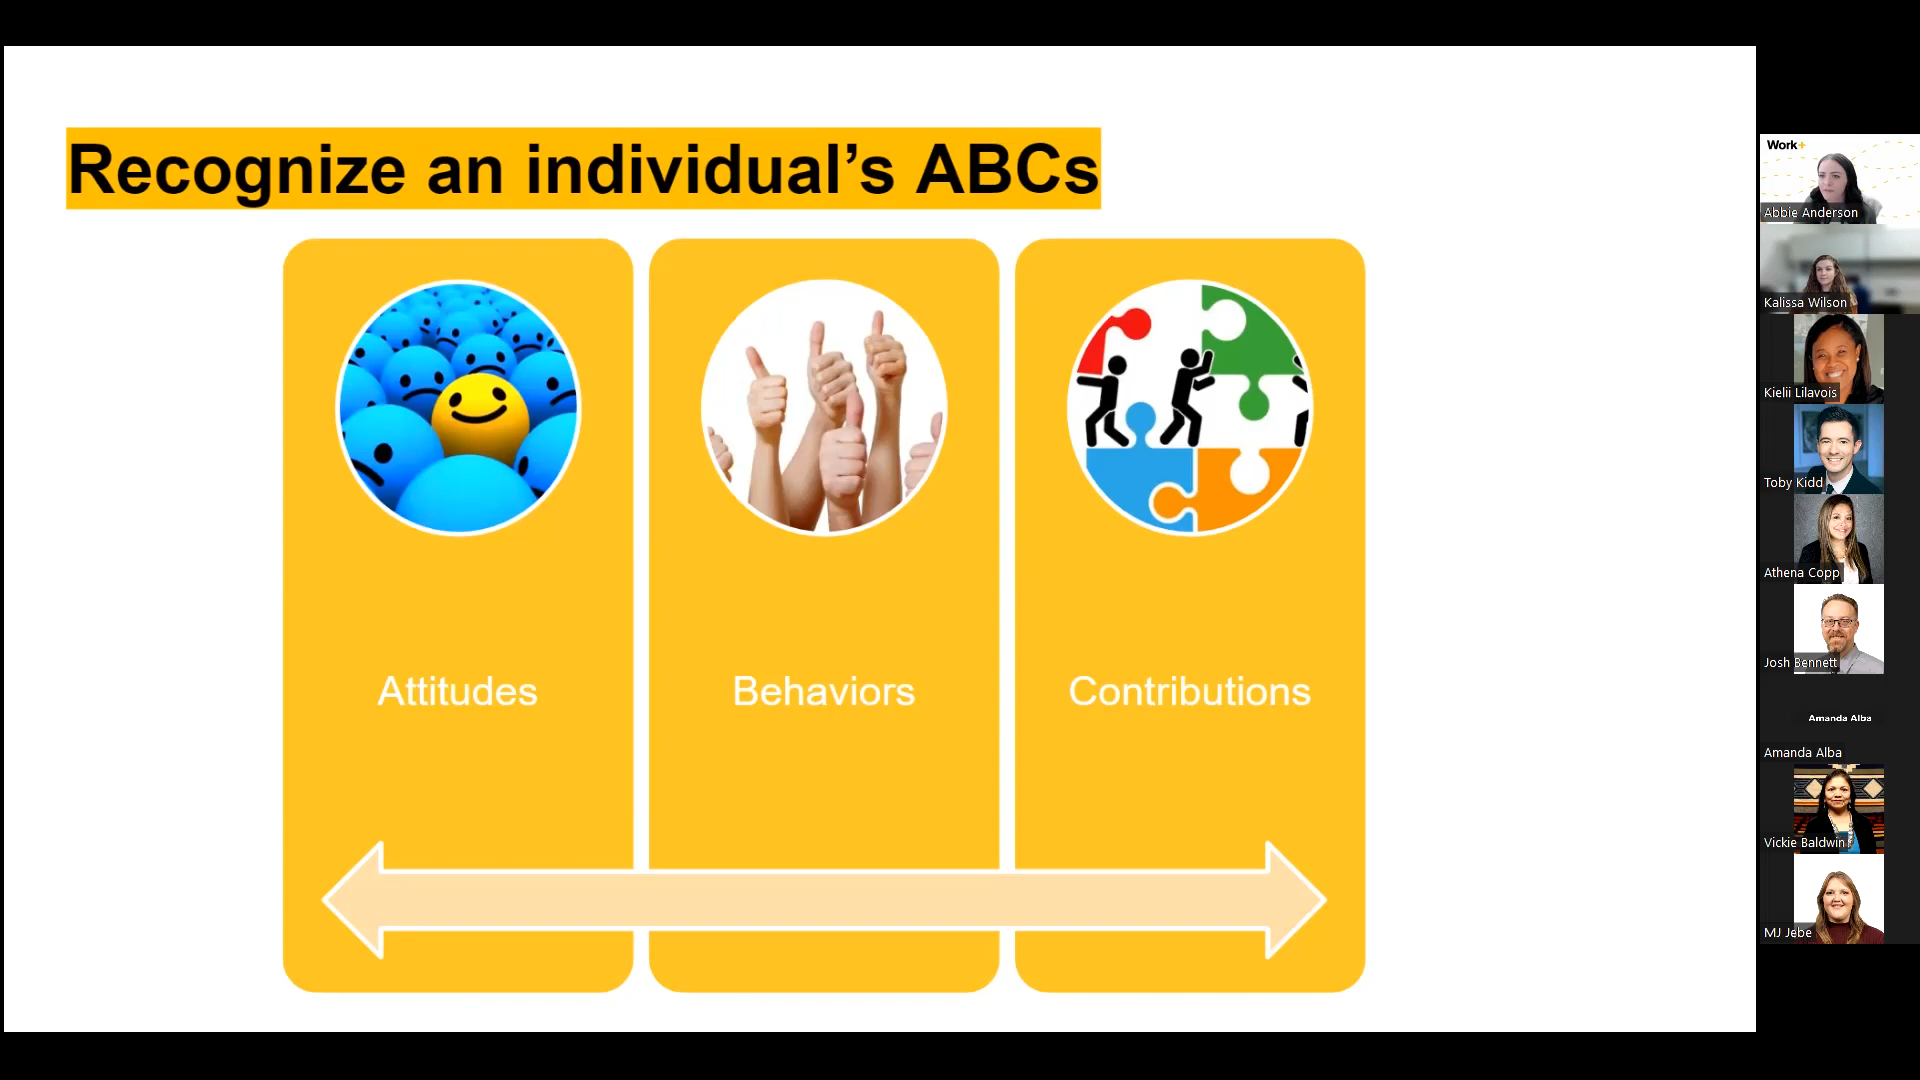 Recognize an individual’s ABCs
Attitudes
Behaviors
Contributions
Work+
Abbie Anderson
Kalissa Wilson
Kielii Lilavois
Toby Kidd
Athena Copp
Josh Bennett
Amanda Alba
Amanda Alba
Vickie Baldwin
MJ Jebe